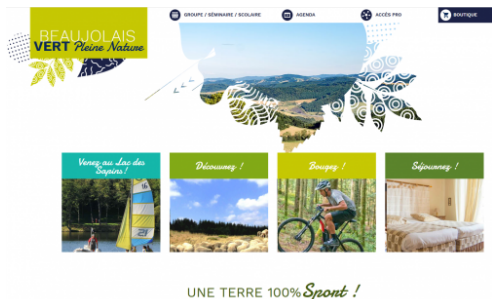 BEAUJOLAIS
VERT Pleine Nature
GROUPE / SÉMINAIRE / SCOLAIRE
AGENDA
ACCÈS PRO
BOUTIQUE
Venez au Lac des
Sapins !
Découvrez !
Bougez !
Séjournez !
UNE TERRE 100% Sport !